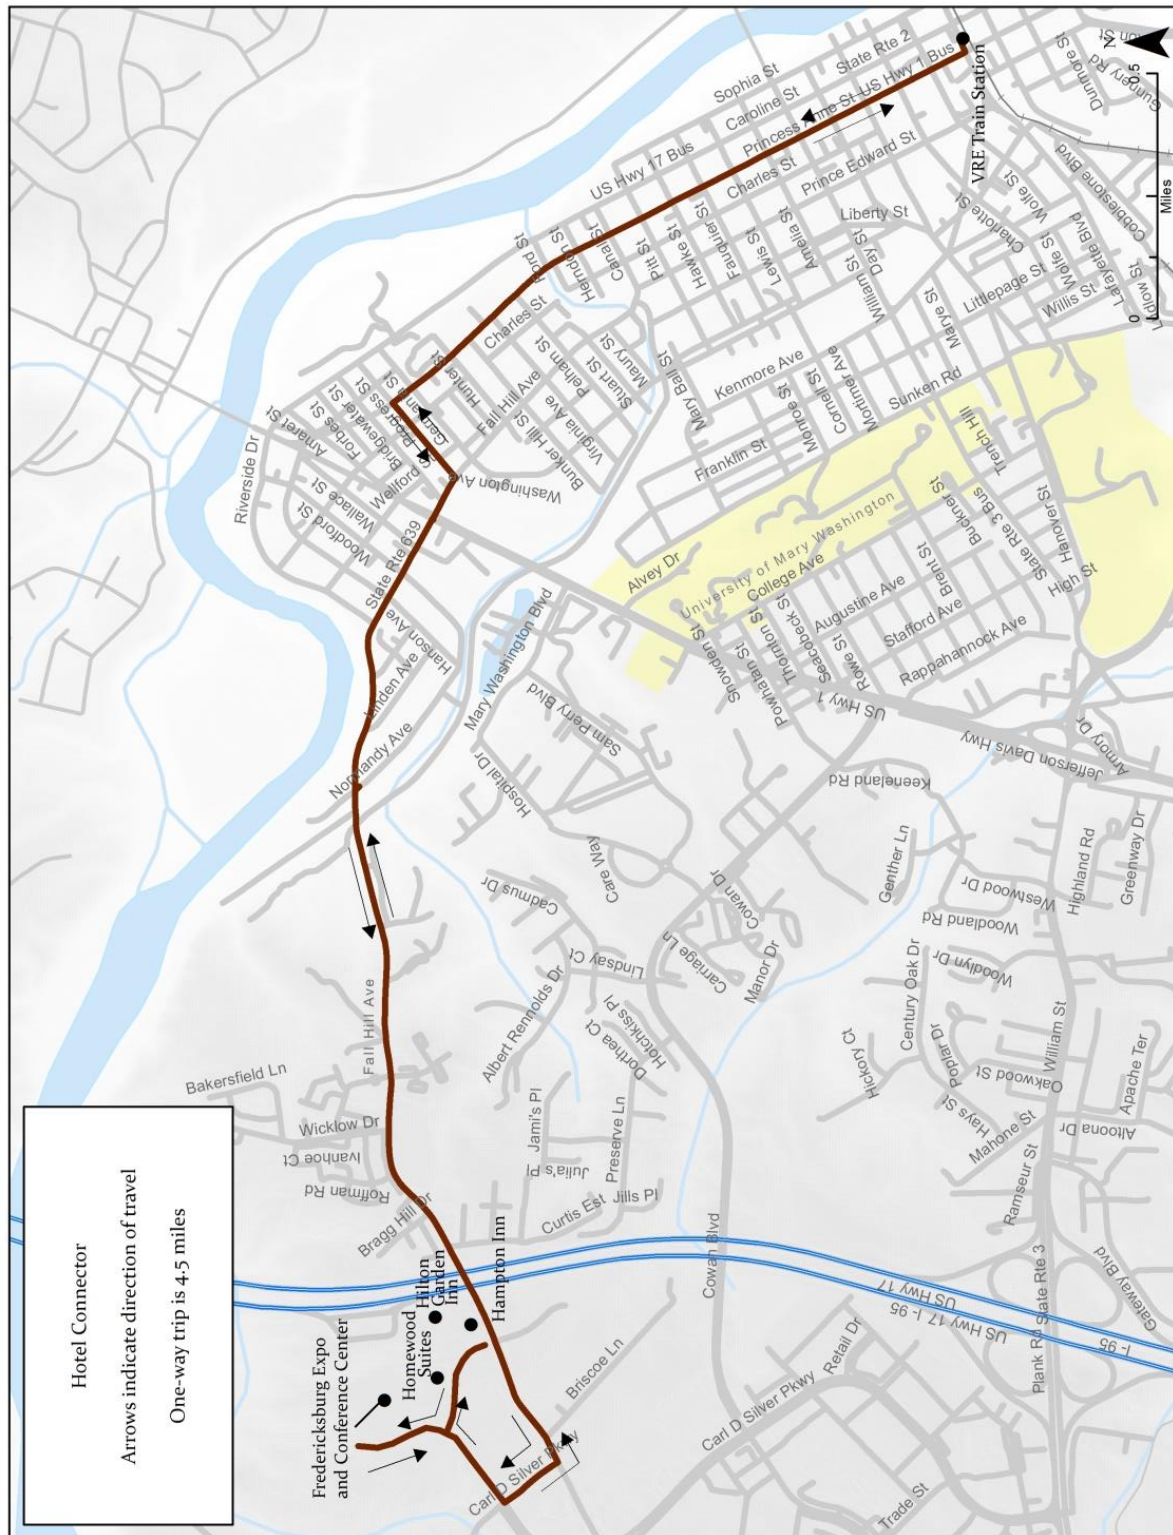 Hotel Connector
Arrows indicate direction of travel
One-way trip is 4.5 miles
Fredericksburg Expo
and Conference Center
Homewood
Suites
Hilton
Garden
Inn
Hampton Inn
VRE Train Station
N
0
0.5
Miles
Bragg Hill Dr
Roffman Rd
Ivanhoe Ct
Wicklow Dr
Bakersfield Ln
Fall Hill Ave
Normandy Ave
Linden Ave
Hanson Ave
State Rte 639
Riverside Dr
Woodford St
Wallace St
Amaret St
Forbes St
Bridgewater St
Progress St
Wellford St
German St
Hunter St
Washington Ave
Fall Hill Ave
Bunker Hill St
Virginia Ave
Pelham St
Stuart St
Maury St
Charles St
Ford St
Herndon St
Canal St
Pitt St
Hawke St
Fauquier St
Lewis St
Amelia St
William St
US Hwy 17 Bus
Sophia St
Caroline St
State Rte 2
Princess Anne St
US Hwy 1 Bus
Charles St
Prince Edward St
Liberty St
Day St
Charlotte St
Wolfe St
Wolfe St
Lafayette Blvd
Cobblestone Blvd
Dunmore St
Gunnery Rd
Willis St
Littlepage St
Marye St
Sunken Rd
Mary Ball St
Kenmore Ave
Franklin St
Monroe St
Cornell St
Mortimer Ave
Trench Hill
Hanover St
High St
State Rte 3 Bus
Buckner St
Brent St
University of Mary Washington
College Ave
Alvey Dr
Snowden St
Powhatan St
Thornton St
Seacobeck St
Rowe St
Augustine Ave
Stafford Ave
Rappahannock Ave
US Hwy 1
Jefferson Davis Hwy
Armory Dr
Keeneland Rd
Mary Washington Blvd
Sam Perry Blvd
Hospital Dr
Care Way
Cadmus Dr
Lindsay Ct
Albert Rennolds Dr
Hotchkiss Pl
Dorthea Ct
Jami's Pl
Julia's Pl
Preserve Ln
Jills Pl
Curtis Est
Cowan Dr
Carriage Ln
Manor Dr
Genther Ln
Westwood Dr
Woodland Rd
Woodlyn Dr
Highland Rd
Greenway Dr
Century Oak Dr
Hickory Ct
Poplar Dr
Hays St
Oakwood St
William St
Apache Ter
Altoona Dr
Mahone St
Ramseur St
State Rte 3
Plank Rd
Gateway Blvd
I- 95
US Hwy 17
US Hwy 17 I- 95
Cowan Blvd
Briscoe Ln
Retail Dr
Carl D Silver Pkwy
Carl D Silver Pkwy
Trade St